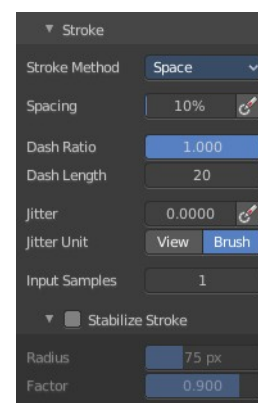 Stroke
Stroke Method Space
Spacing 10%
Dash Ratio 1.000
Dash Length 20
Jitter 0.0000
Jitter Unit View Brush
Input Samples 1
Stabilize Stroke
Radius 75 px
Factor 0.900